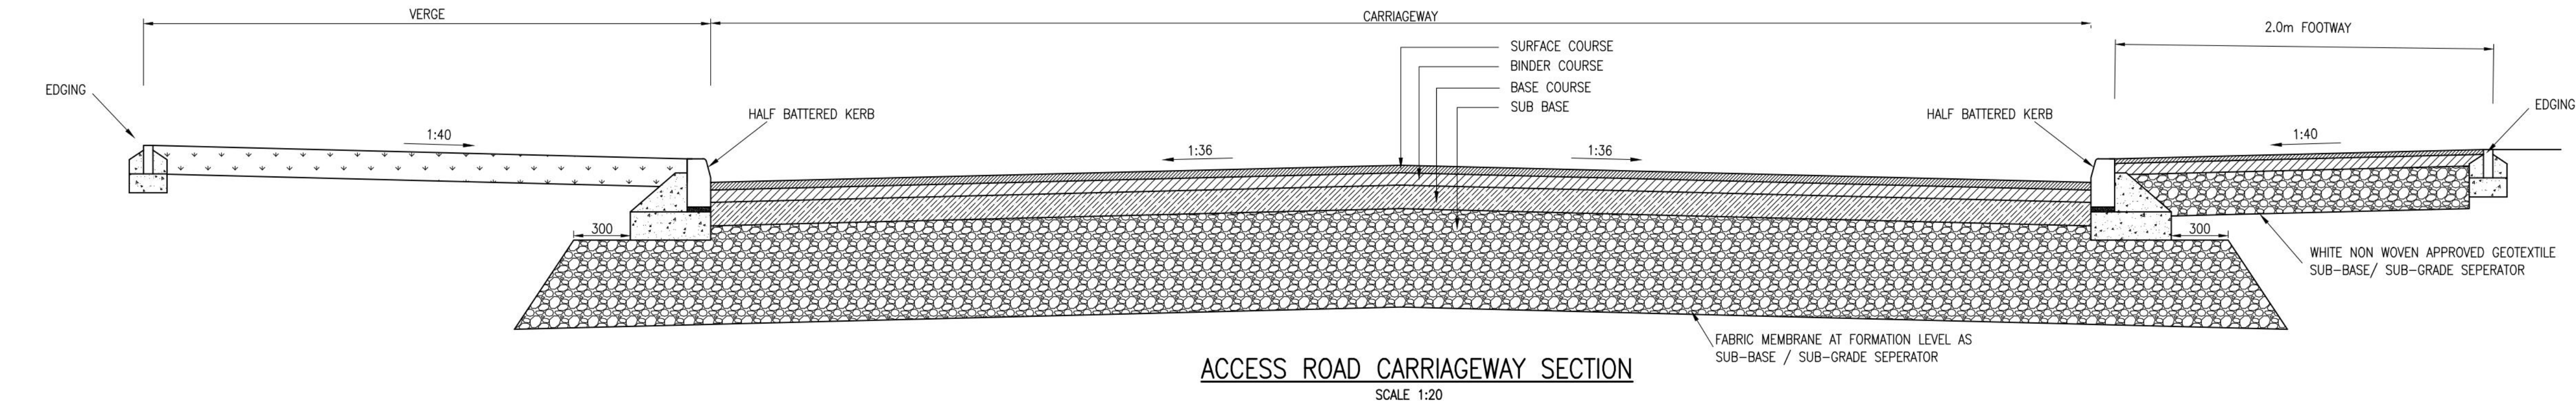 VERGE
CARRIAGEWAY
2.0m FOOTWAY
SURFACE COURSE
BINDER COURSE
BASE COURSE
SUB BASE
EDGING
HALF BATTERED KERB
HALF BATTERED KERB
EDGING
1:40
1:36
1:36
1:40
300
300
WHITE NON WOVEN APPROVED GEOTEXTILE
SUB-BASE/ SUB-GRADE SEPERATOR
FABRIC MEMBRANE AT FORMATION LEVEL AS
SUB-BASE / SUB-GRADE SEPERATOR
ACCESS ROAD CARRIAGEWAY SECTION
SCALE 1:20